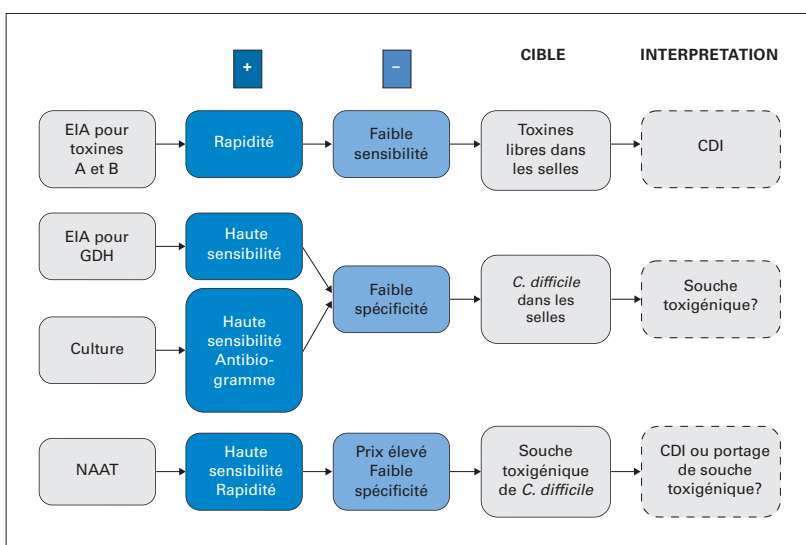 +
–
CIBLE
INTERPRETATION
EIA pour
toxines
A et B
Rapidité
Faible
sensibilité
Toxines
libres dans
les selles
CDI
EIA pour
GDH
Haute
sensibilité
Culture
Haute
sensibilité
Antibio-
gramme
Faible
spécificité
C. difficile
dans les
selles
Souche
toxigénique?
NAAT
Haute
sensibilité
Rapidité
Prix élevé
Faible
spécificité
Souche
toxigénique
de C. difficile
CDI ou portage
de souche
toxigénique?